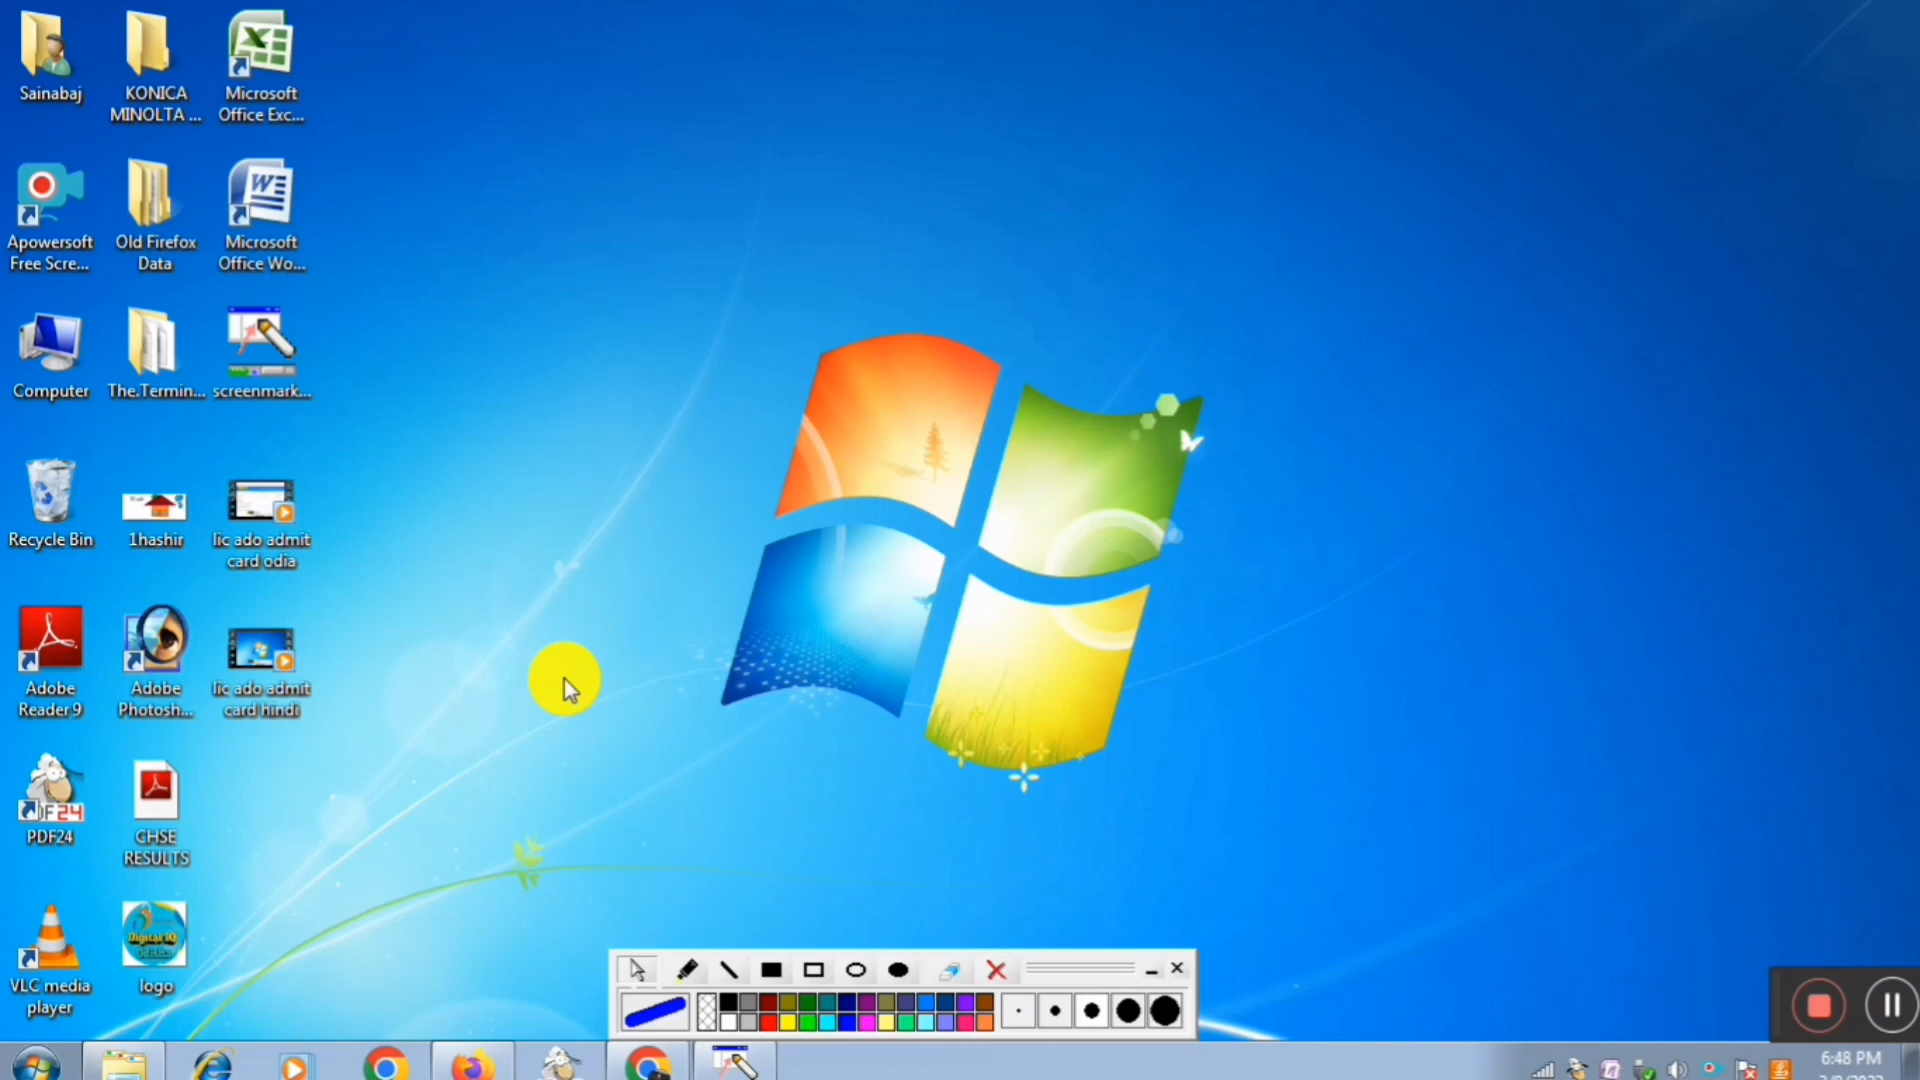 Sainabaj
KONICA
MINOLTA ...
Microsoft
Office Exc...
Apowersoft
Free Scre...
Old Firefox
Data
Microsoft
Office Wo...
Computer
The.Termin...
screenmark...
Recycle Bin
1hashir
lic ado admit
card odia
Adobe
Reader 9
Adobe
Photosh...
lic ado admit
card hindi
PDF24
CHSE
RESULTS
VLC media
player
Digital IQ
logo
6:48 PM